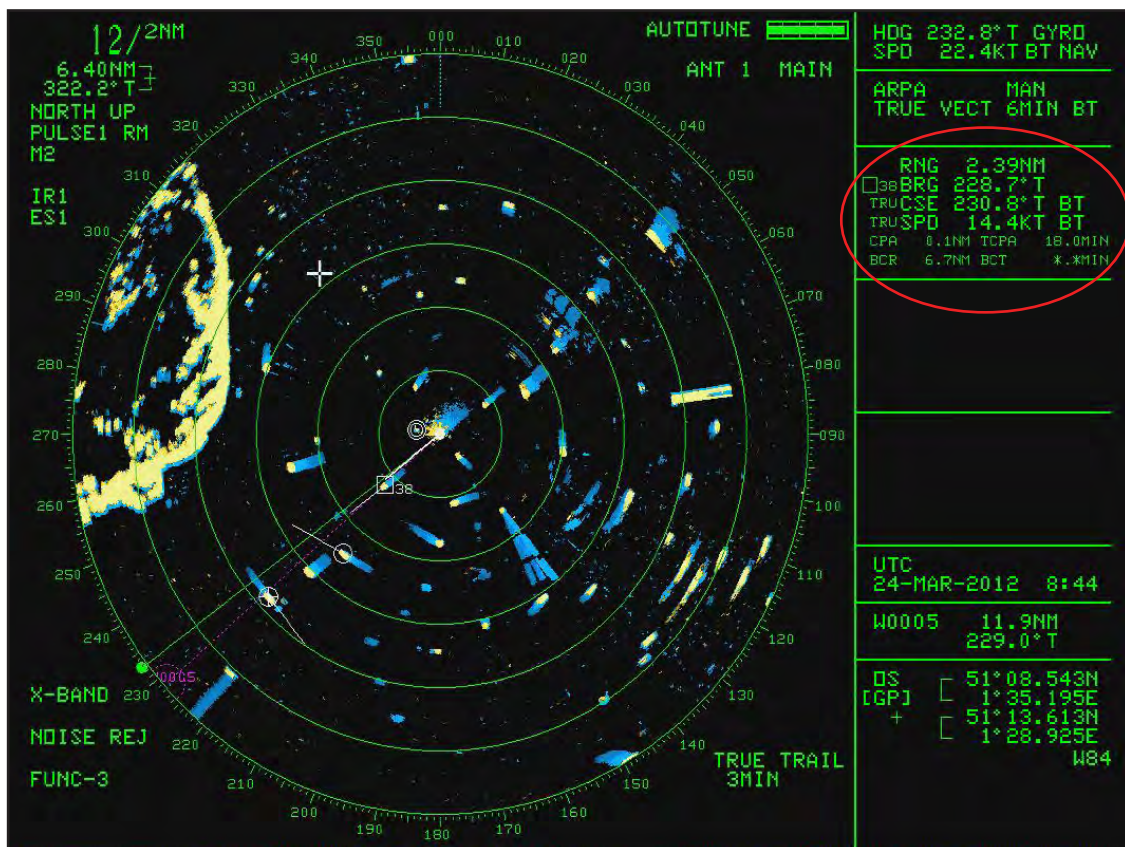 12/2NM
6.40NM
322.2°T
NORTH UP
PULSE1 RM
M2
IR1
ES1
AUTOTUNE
ANT 1 MAIN
000
010
020
030
040
050
060
070
080
090
100
110
120
130
140
150
160
170
180
190
200
210
220
230
240
250
260
270
280
290
300
310
320
330
340
350
38
X-BAND
NOISE REJ
FUNC-3
TRUE TRAIL
3MIN
HDG 232.8°T GYRO
SPD 22.4KT BT NAV
ARPA MAN
TRUE VECT 6MIN BT
RNG 2.39NM
□38 BRG 228.7°T
TRU CSE 230.8°T BT
TRU SPD 14.4KT BT
CPA 0.1NM TCPA 18.0MIN
BCR 6.7NM BCT *.*MIN
UTC
24-MAR-2012 8:44
W0005 11.9NM
229.0°T
OS 51°08.543N
[GP] 1°35.195E
+ 51°13.613N
1°28.925E
W84